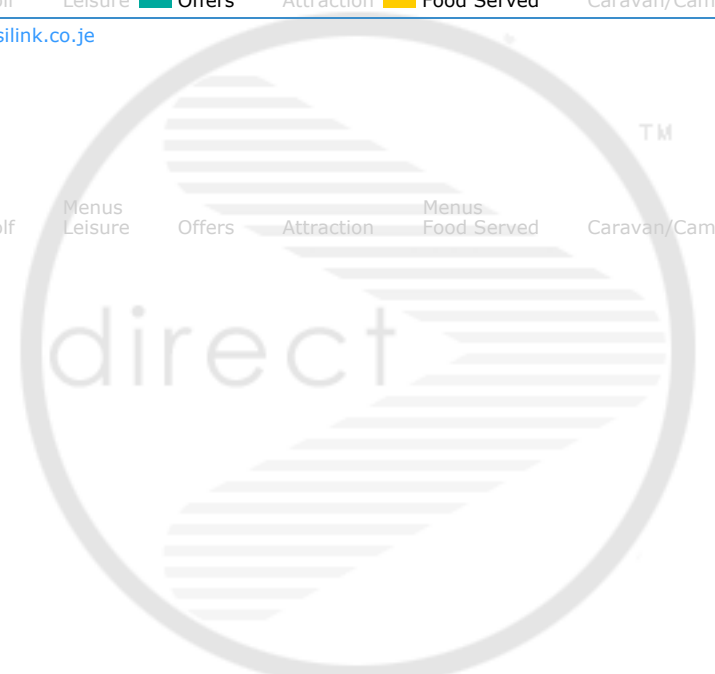 Leisure Offers Attraction Food Served Caravan/Cam
silink.co.je
TM
Menus Menus
olf Leisure Offers Attraction Food Served Caravan/Cam
direct